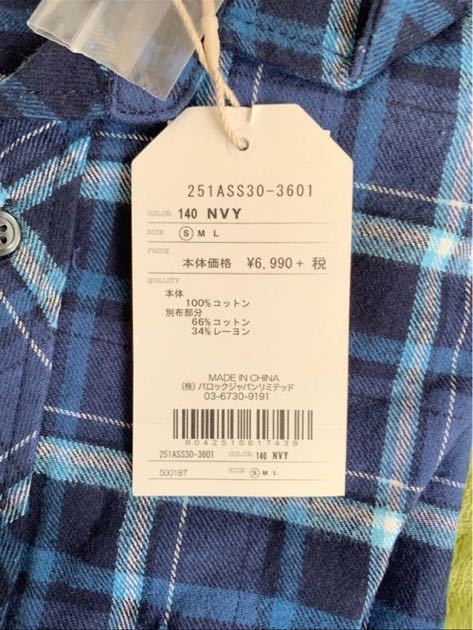 251ASS30-3601
COLOR 140 NVY
SIZE Ⓢ M L
PRICE
本体価格 ¥6,990+ 税
QUALITY
本体
100%コットン
別布部分
66%コットン
34%レーヨン
MADE IN CHINA
(株) バロックジャパンリミテッド
03-6730-9191
6042515617438
251ASS30-3601 COLOR 140 NVY
500187 SIZE Ⓢ M L